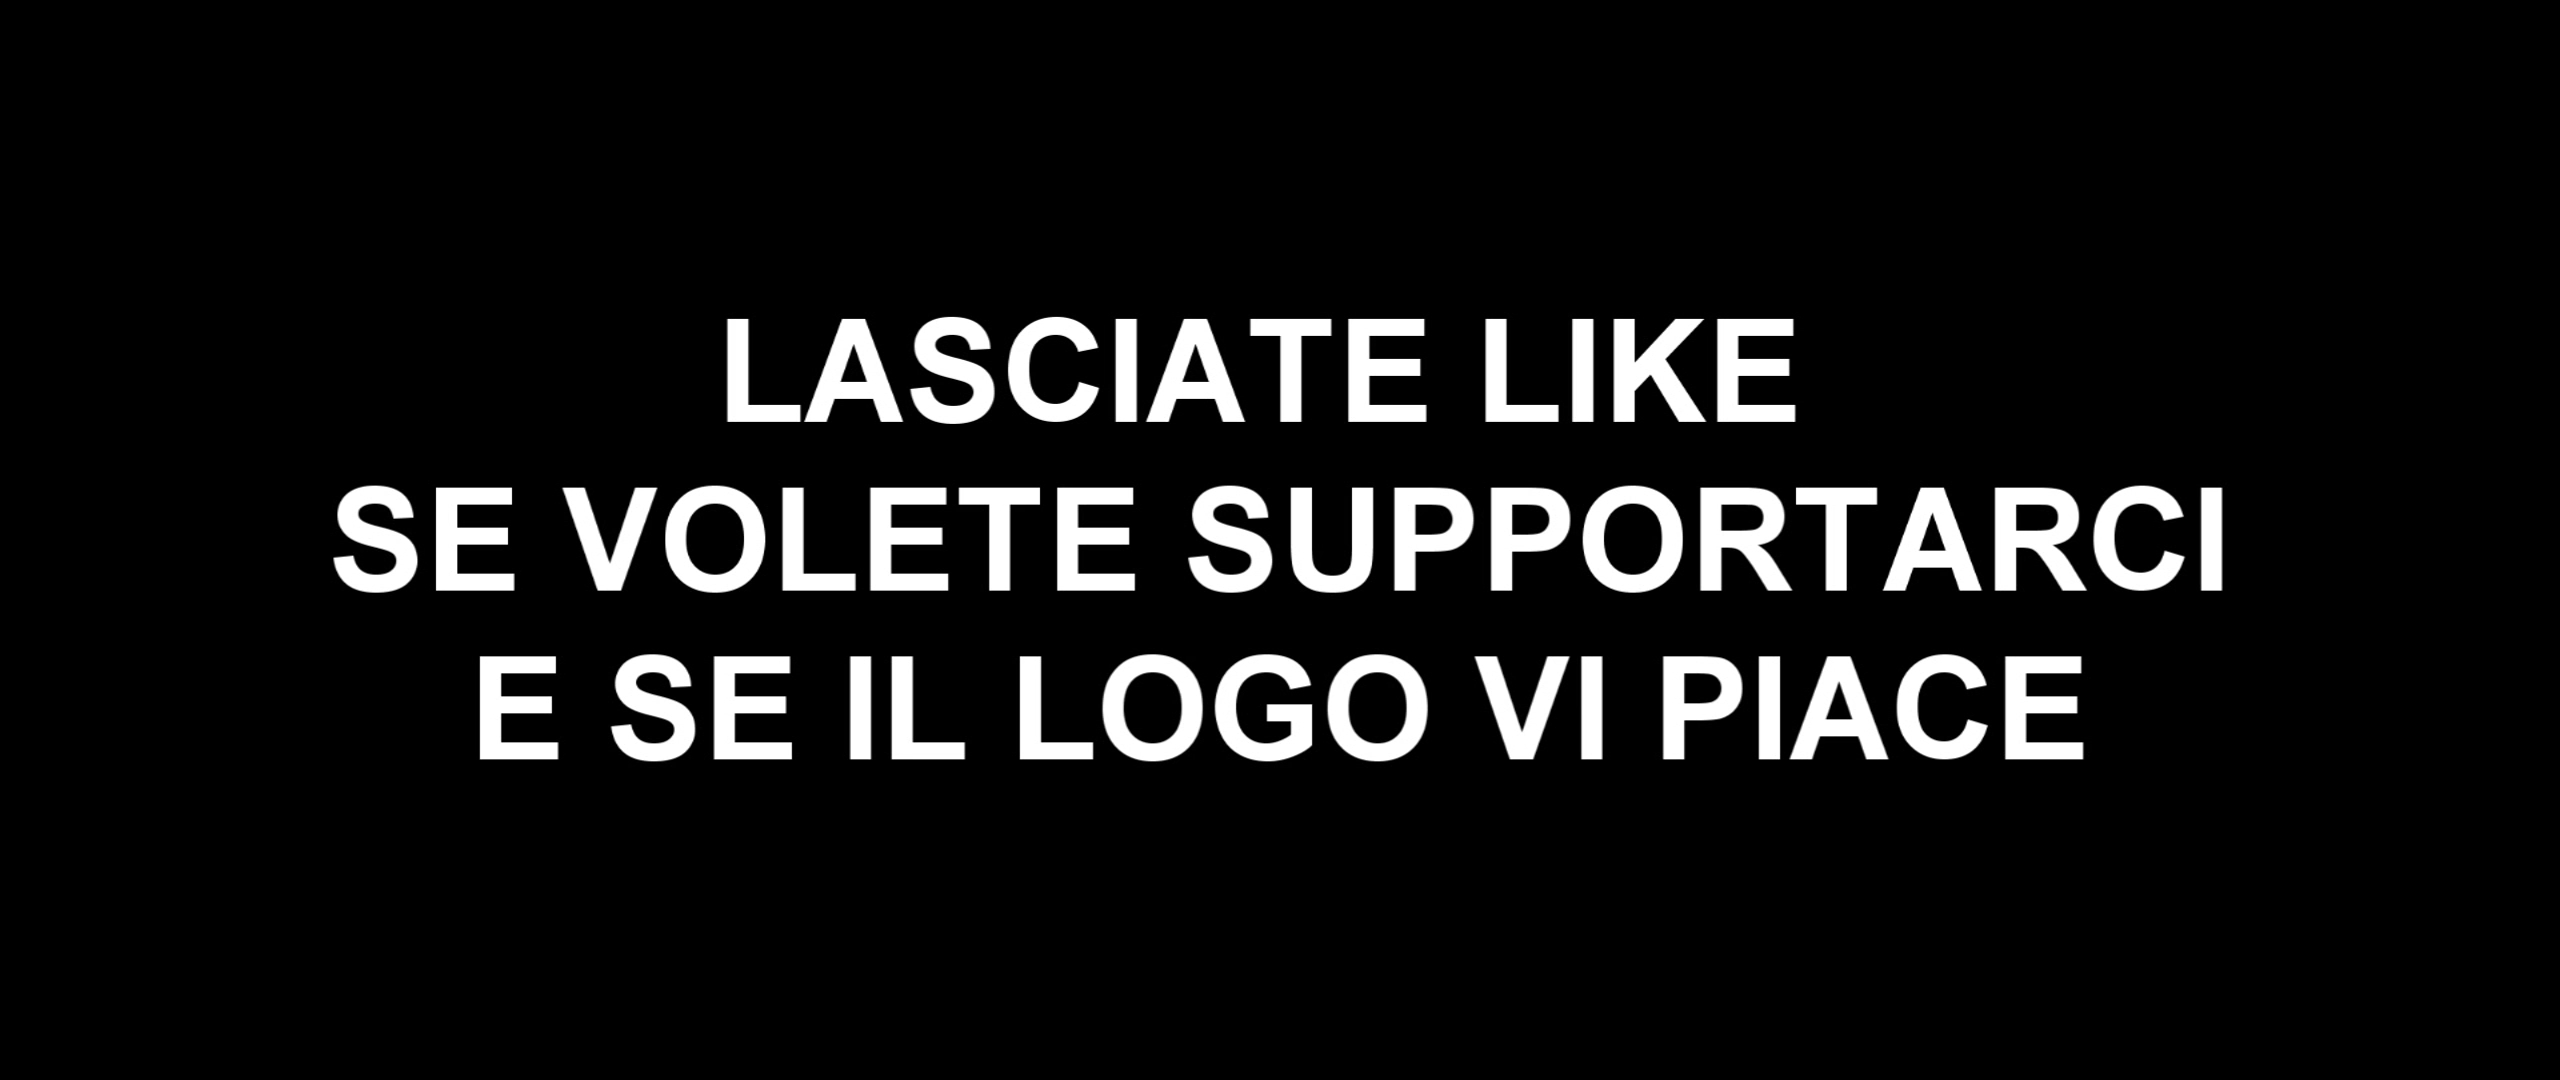 LASCIATE LIKE
SE VOLETE SUPPORTARCI
E SE IL LOGO VI PIACE